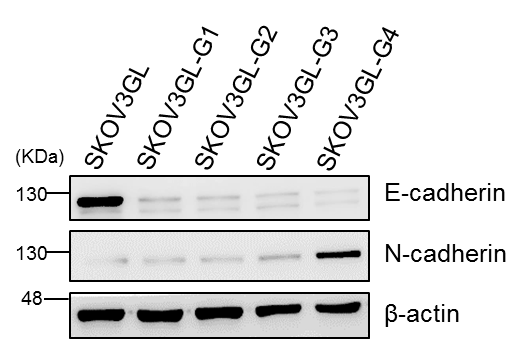 SKOV3GL
SKOV3GL-G1
SKOV3GL-G2
SKOV3GL-G3
SKOV3GL-G4
(KDa)
130
E-cadherin
130
N-cadherin
48
β-actin